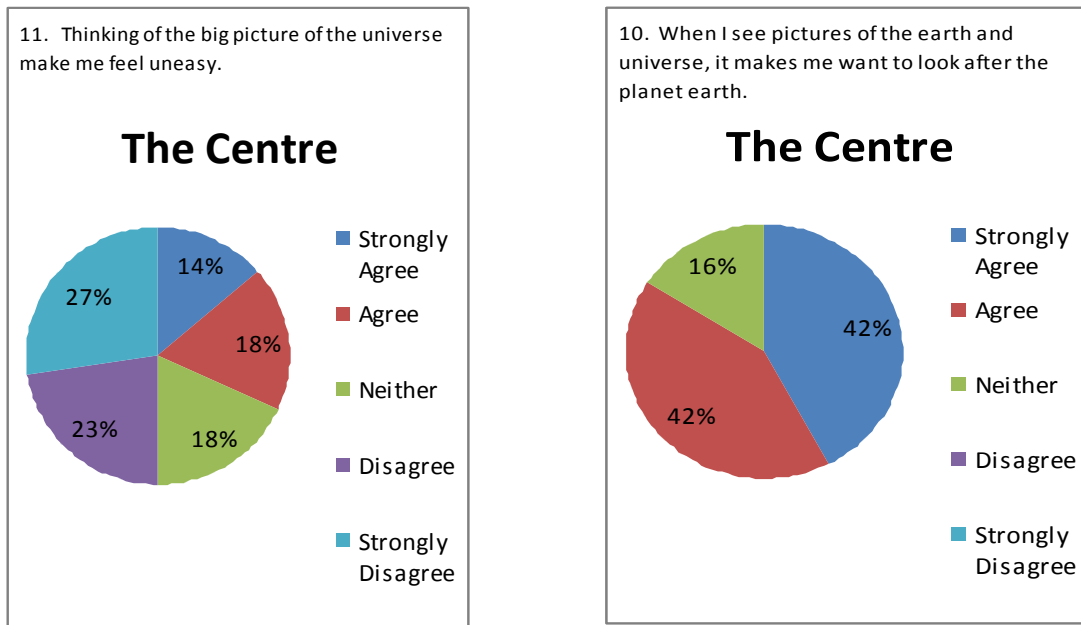 11. Thinking of the big picture of the universe
make me feel uneasy.
The Centre
14%
18%
18%
23%
27%
Strongly
Agree
Agree
Neither
Disagree
Strongly
Disagree
10. When I see pictures of the earth and
universe, it makes me want to look after the
planet earth.
The Centre
42%
42%
16%
Strongly
Agree
Agree
Neither
Disagree
Strongly
Disagree